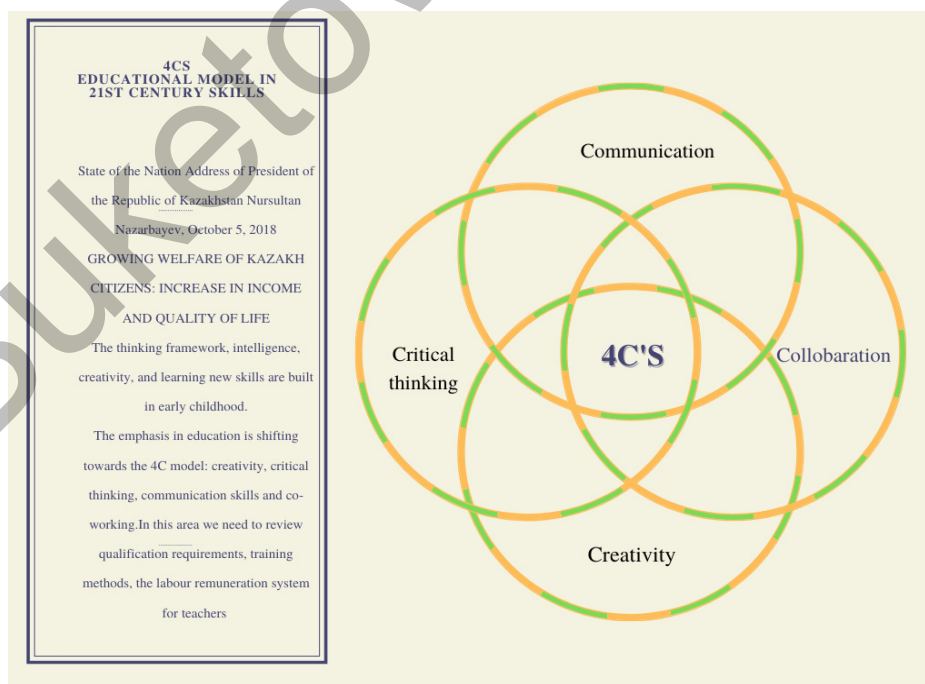 4CS
EDUCATIONAL MODEL IN
21ST CENTURY SKILLS
State of the Nation Address of President of
the Republic of Kazakhstan Nursultan
Nazarbayev, October 5, 2018
GROWING WELFARE OF KAZAKH
CITIZENS: INCREASE IN INCOME
AND QUALITY OF LIFE
The thinking framework, intelligence,
creativity, and learning new skills are built
in early childhood.
The emphasis in education is shifting
towards the 4C model: creativity, critical
thinking, communication skills and co-
working.In this area we need to review
qualification requirements, training
methods, the labour remuneration system
for teachers
Communication
Critical
thinking
4C'S
Collobaration
Creativity